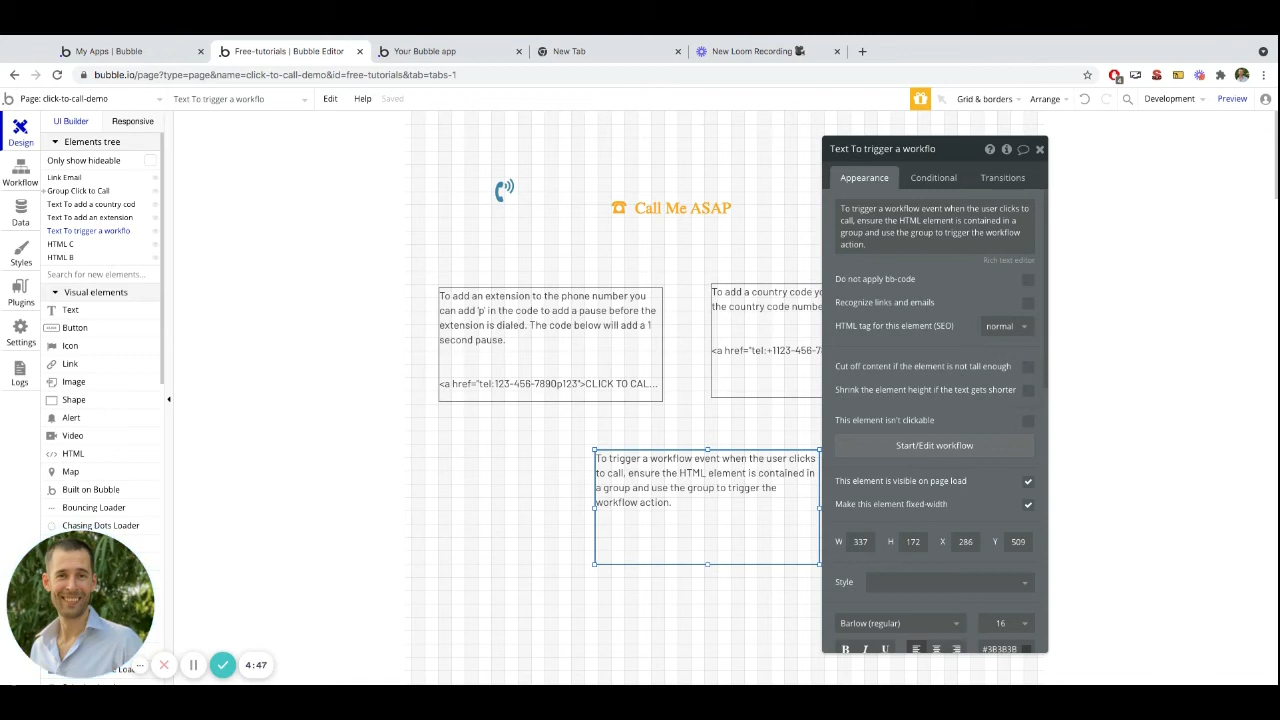 My Apps | Bubble
Free-tutorials | Bubble Editor
Your Bubble app
New Tab
New Loom Recording
bubble.io/page?type=page&name=click-to-call-demo&id=free-tutorials&tab=tabs-1
Page: click-to-call-demo
Text To trigger a workflo
Edit
Help
Saved
Grid & borders
Arrange
Development
Preview
UI Builder
Responsive
Design
Workflow
Data
Styles
Plugins
Settings
Logs
Elements tree
Only show hideable
Link Email
Group Click to Call
Text To add a country cod
Text To add an extension
Text To trigger a workflo
HTML C
HTML B
Search for new elements...
Visual elements
Text
Button
Icon
Link
Image
Shape
Alert
Video
HTML
Map
Built on Bubble
Bouncing Loader
Chasing Dots Loader
4:47
Call Me ASAP
To add an extension to the phone number you
can add 'p' in the code to add a pause before the
extension is dialed. The code below will add a 1
second pause.
<a href="tel:123-456-7890p123">CLICK TO CAL...
To add a country code yo
the country code numbe
<a href="tel:+1123-456-78
To trigger a workflow event when the user clicks
to call, ensure the HTML element is contained in
a group and use the group to trigger the
workflow action.
Text To trigger a workflo
Appearance
Conditional
Transitions
To trigger a workflow event when the user clicks to
call, ensure the HTML element is contained in a
group and use the group to trigger the workflow
action.
Rich text editor
Do not apply bb-code
Recognize links and emails
HTML tag for this element (SEO)
normal
Cut off content if the element is not tall enough
Shrink the element height if the text gets shorter
This element isn't clickable
Start/Edit workflow
This element is visible on page load
Make this element fixed-width
W 337 H 172 X 286 Y 509
Style
Barlow (regular)
16
B I U
#3B3B3B